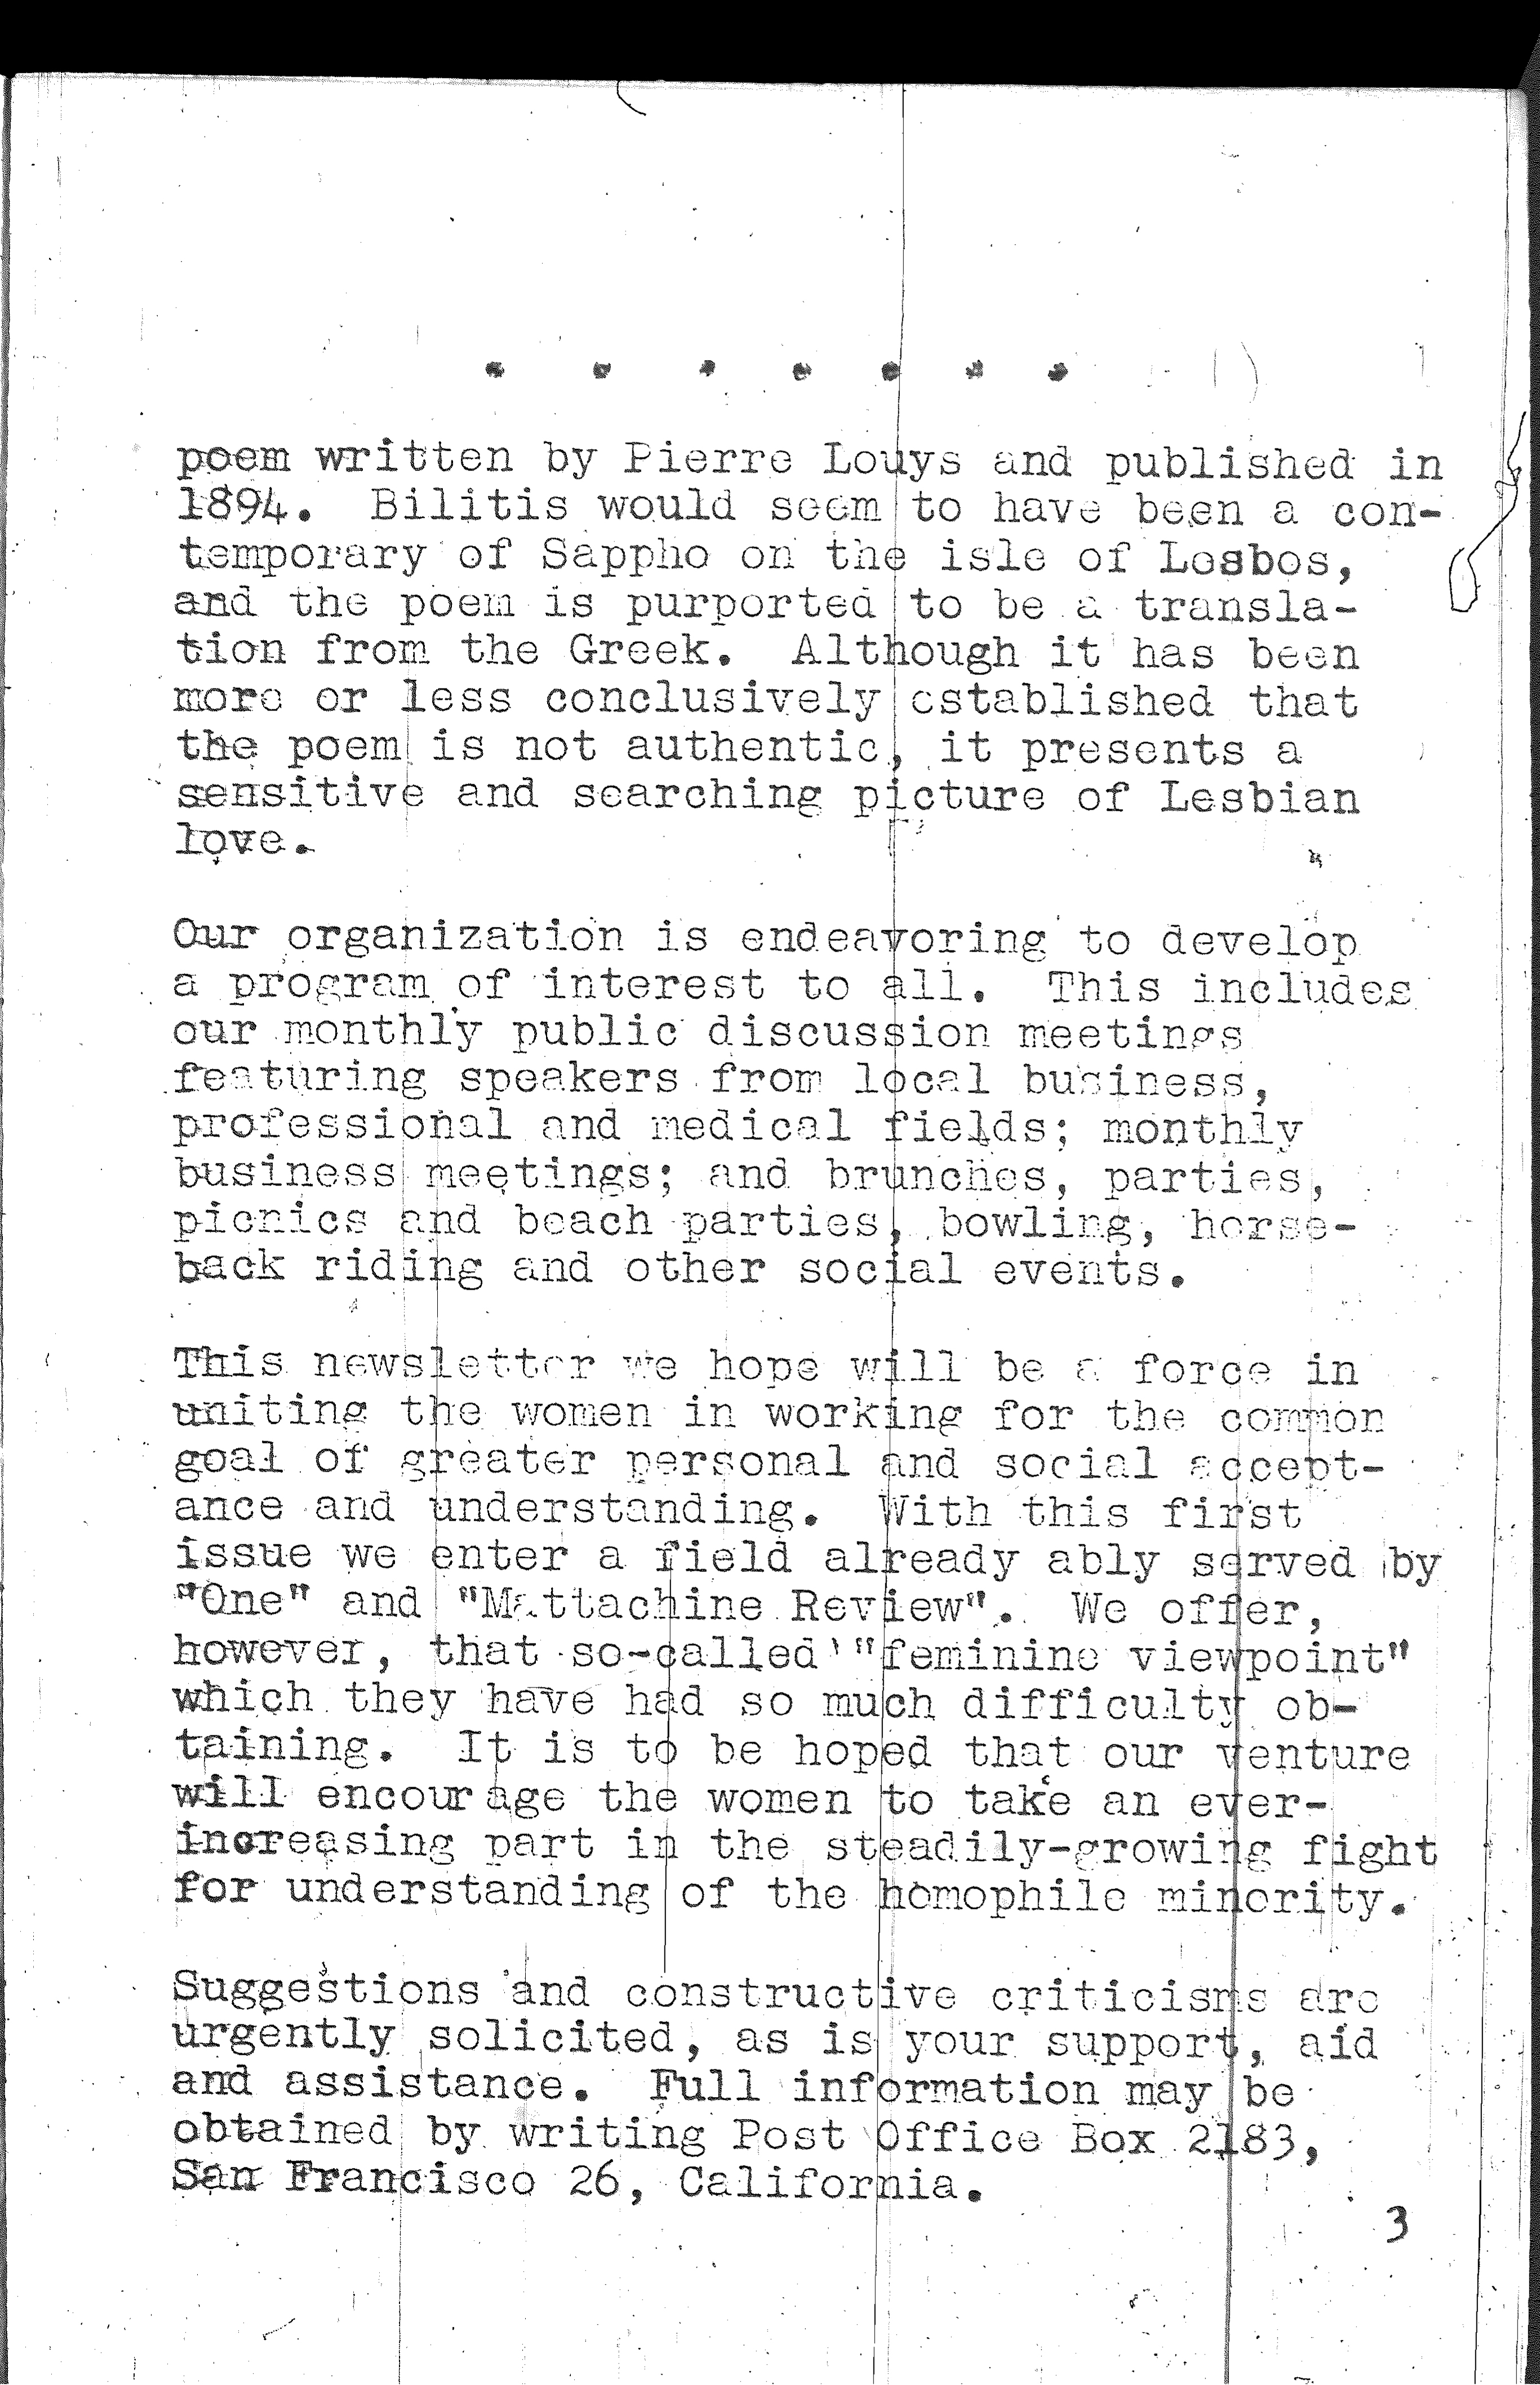 poem written by Pierre Louys and published in
1894. Bilitis would seem to have been a con-
temporary of Sappho on the isle of Lesbos,
and the poem is purported to be a transla-
tion from the Greek. Although it has been
more or less conclusively established that
the poem is not authentic, it presents a
sensitive and searching picture of Lesbian
love.
Our organization is endeavoring to develop
a program of interest to all. This includes
our monthly public discussion meetings
featuring speakers from local business,
professional and medical fields; monthly
business meetings; and brunches, parties,
picnics and beach parties, bowling, horse-
back riding and other social events.
This newsletter we hope will be a force in
uniting the women in working for the common
goal of greater personal and social accept-
ance and understanding. With this first
issue we enter a field already ably served by
"One" and "Mattachine Review". We offer,
however, that so-called "feminine viewpoint"
which they have had so much difficulty ob-
taining. It is to be hoped that our venture
will encourage the women to take an ever-
increasing part in the steadily-growing fight
for understanding of the homophile minority.
Suggestions and constructive criticisms are
urgently solicited, as is your support, aid
and assistance. Full information may be
obtained by writing Post Office Box 2183,
San Francisco 26, California.
3